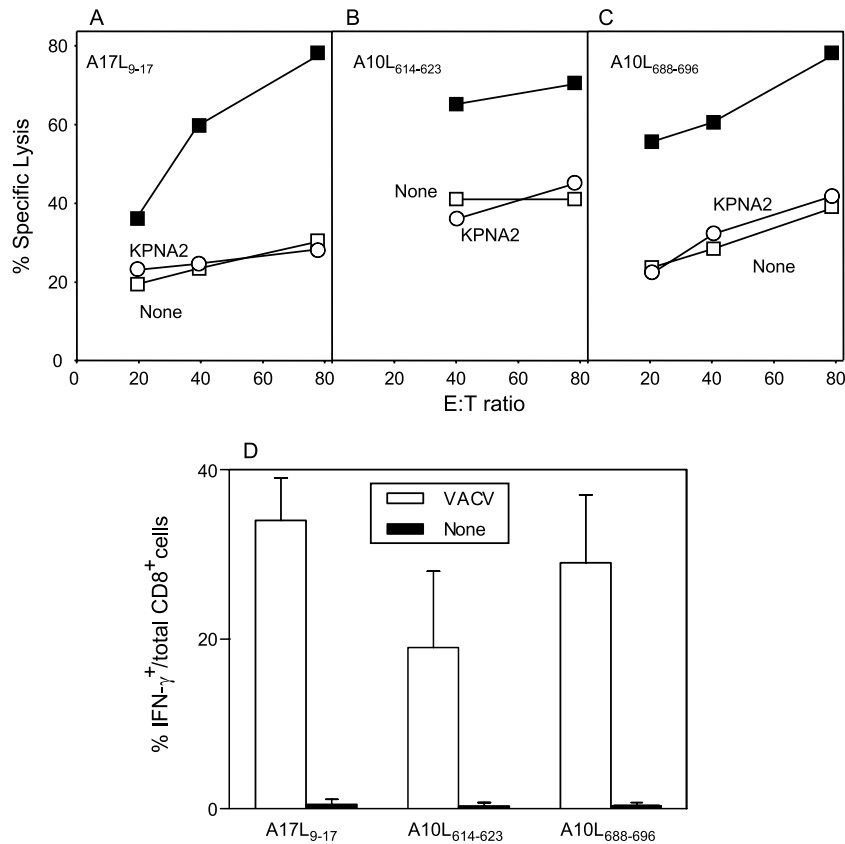 A
B
C
A17L9-17
A10L614-623
A10L688-696
80
60
40
20
0
% Specific Lysis
KPNA2
None
None
KPNA2
KPNA2
None
0 20 40 60 80 20 40 60 80 20 40 60 80
E:T ratio
D
40
20
0
% IFN-γ+/total CD8+cells
VACV
None
A17L9-17
A10L614-623
A10L688-696